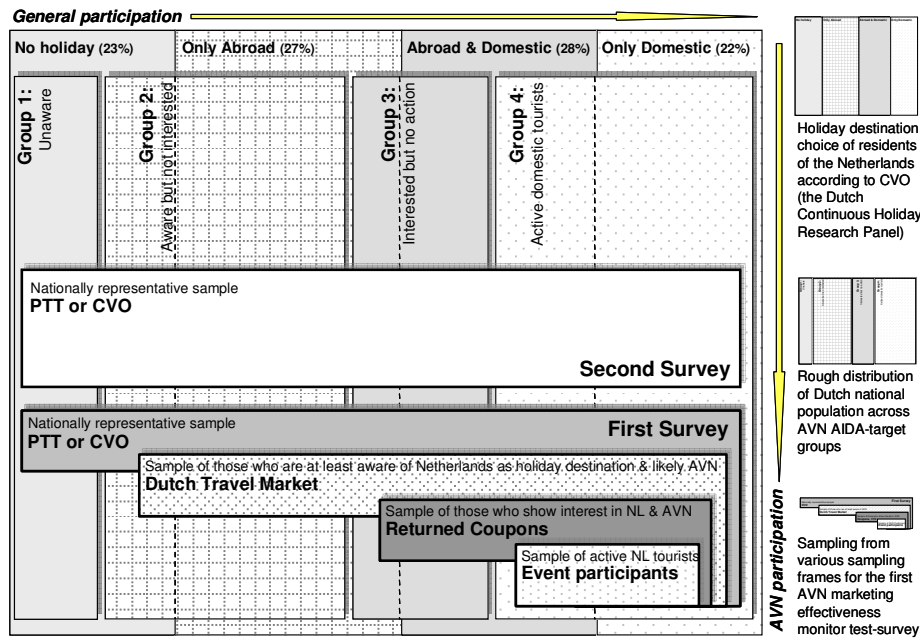 General participation
No holiday (23%)
Only Abroad (27%)
Abroad & Domestic (28%)
Only Domestic (22%)
Group 1:
Unaware
Group 2:
Aware but not interested
Group 3:
Interested but no action
Group 4:
Active domestic tourists
Nationally representative sample
PTT or CVO
Second Survey
Nationally representative sample
PTT or CVO
First Survey
Sample of those who are at least aware of Netherlands as holiday destination & likely AVN
Dutch Travel Market
Sample of those who show interest in NL & AVN
Returned Coupons
Sample of active NL tourists
Event participants
AVN participation
Holiday destination
choice of residents
of the Netherlands
according to CVO
(the Dutch
Continuous Holiday
Research Panel)
Rough distribution
of Dutch national
population across
AVN AIDA-target
groups
Sampling from
various sampling
frames for the first
AVN marketing
effectiveness
monitor test-survey